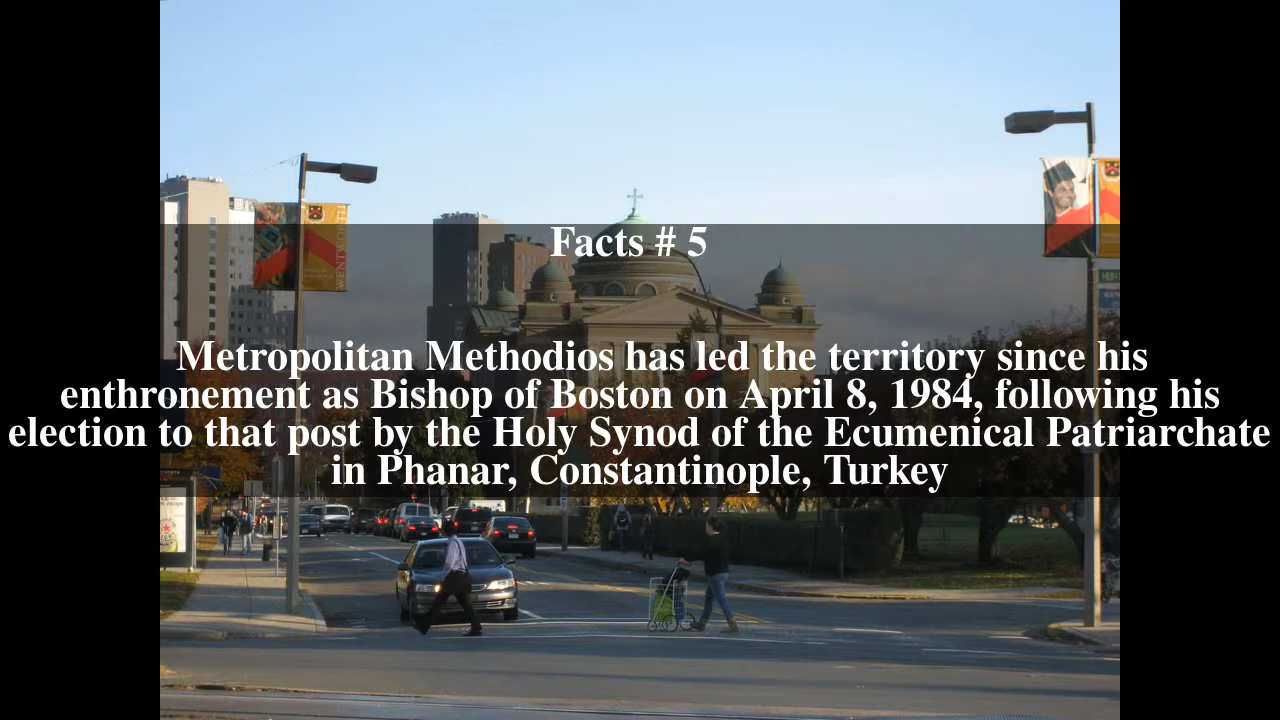 Facts # 5
Metropolitan Methodios has led the territory since his
enthronement as Bishop of Boston on April 8, 1984, following his
election to that post by the Holy Synod of the Ecumenical Patriarchate
in Phanar, Constantinople, Turkey
WENTWORTH